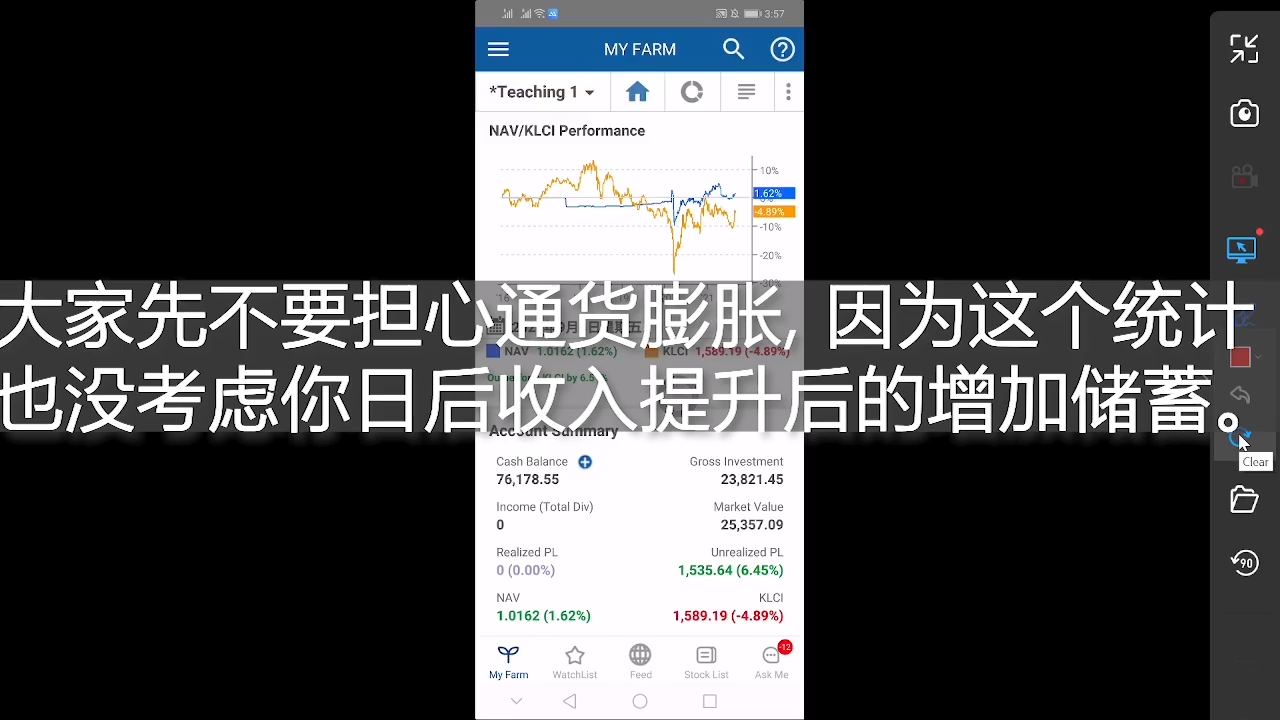 3:57
MY FARM
*Teaching 1
NAV/KLCI Performance
10%
1.62%
-4.89%
-10%
-20%
-30%
大家先不要担心通货膨胀, 因为这个统计
NAV 1.0162 (1.62%)
KLCI 1,589.19 (-4.89%)
也没考虑你日后收入提升后的增加储蓄。
Clear
Account Summary
Cash Balance
Gross Investment
76,178.55
23,821.45
Income (Total Div)
Market Value
0
25,357.09
Realized PL
Unrealized PL
0 (0.00%)
1,535.64 (6.45%)
NAV
KLCI
1.0162 (1.62%)
1,589.19 (-4.89%)
-12
My Farm
WatchList
Feed
Stock List
Ask Me
90